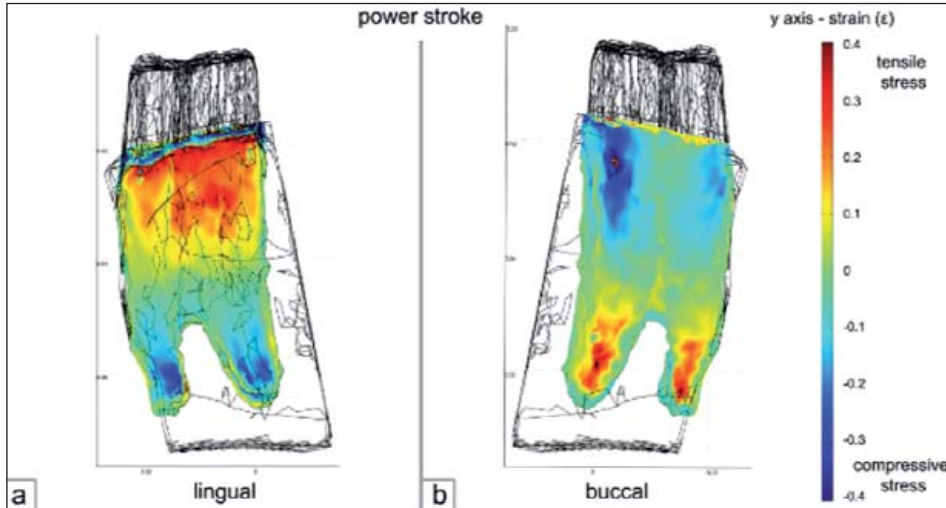 power stroke
y axis - strain (ε)
0.4
tensile
stress
0.3
0.2
0.1
0
-0.1
-0.2
-0.3
compressive
stress
-0.4
a
lingual
b
buccal